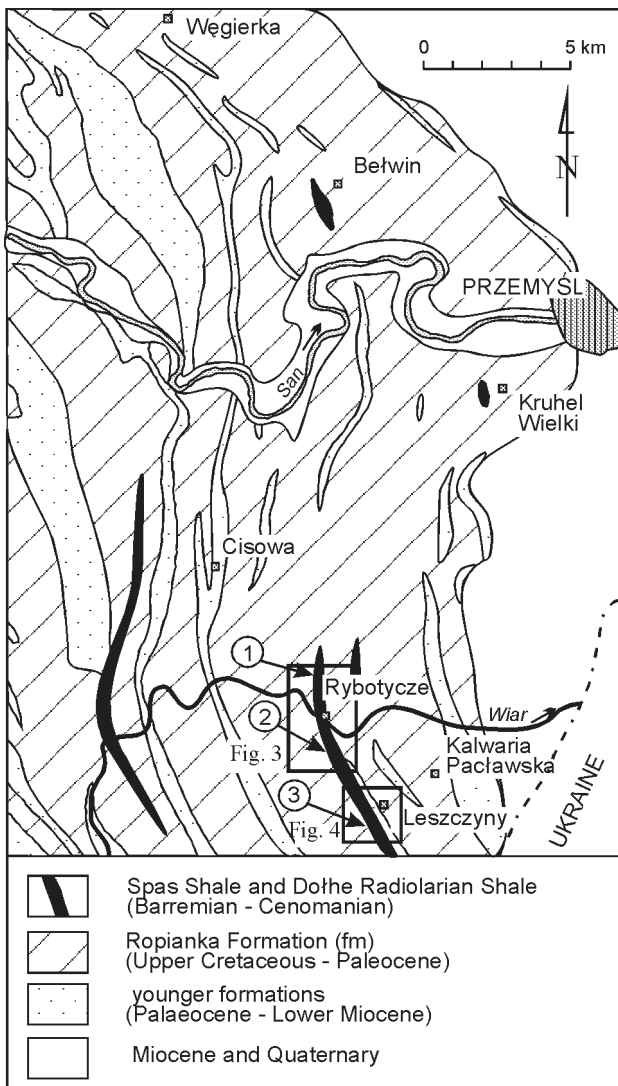 Węgierka
0 5 km
Bełwin
N
PRZEMYŚL
San
Kruhel
Wielki
Cisowa
1
Rybotycze
2
Wiar
Fig. 3
Kalwaria
Pacławska
3
Leszczyny
Fig. 4
UKRAINE
Spas Shale and Dołhe Radiolarian Shale
(Barremian - Cenomanian)
Ropianka Formation (fm)
(Upper Cretaceous - Paleocene)
younger formations
(Palaeocene - Lower Miocene)
Miocene and Quaternary